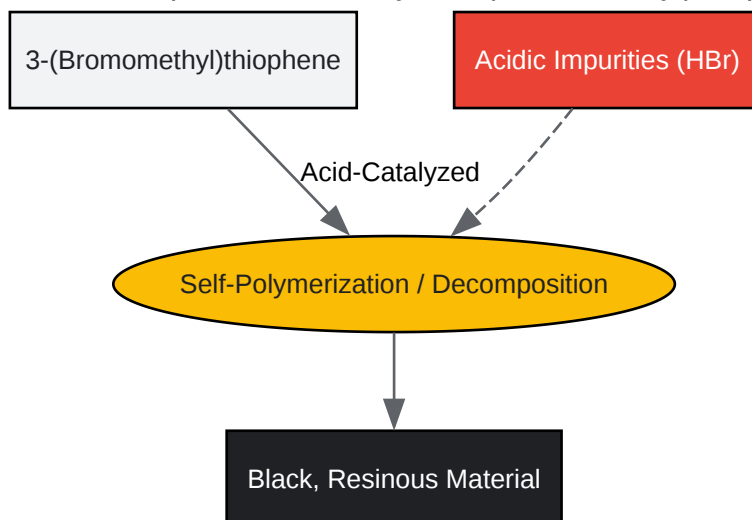 3-(Bromomethyl)thiophene
Acidic Impurities (HBr)
Acid-Catalyzed
Self-Polymerization / Decomposition
Black, Resinous Material